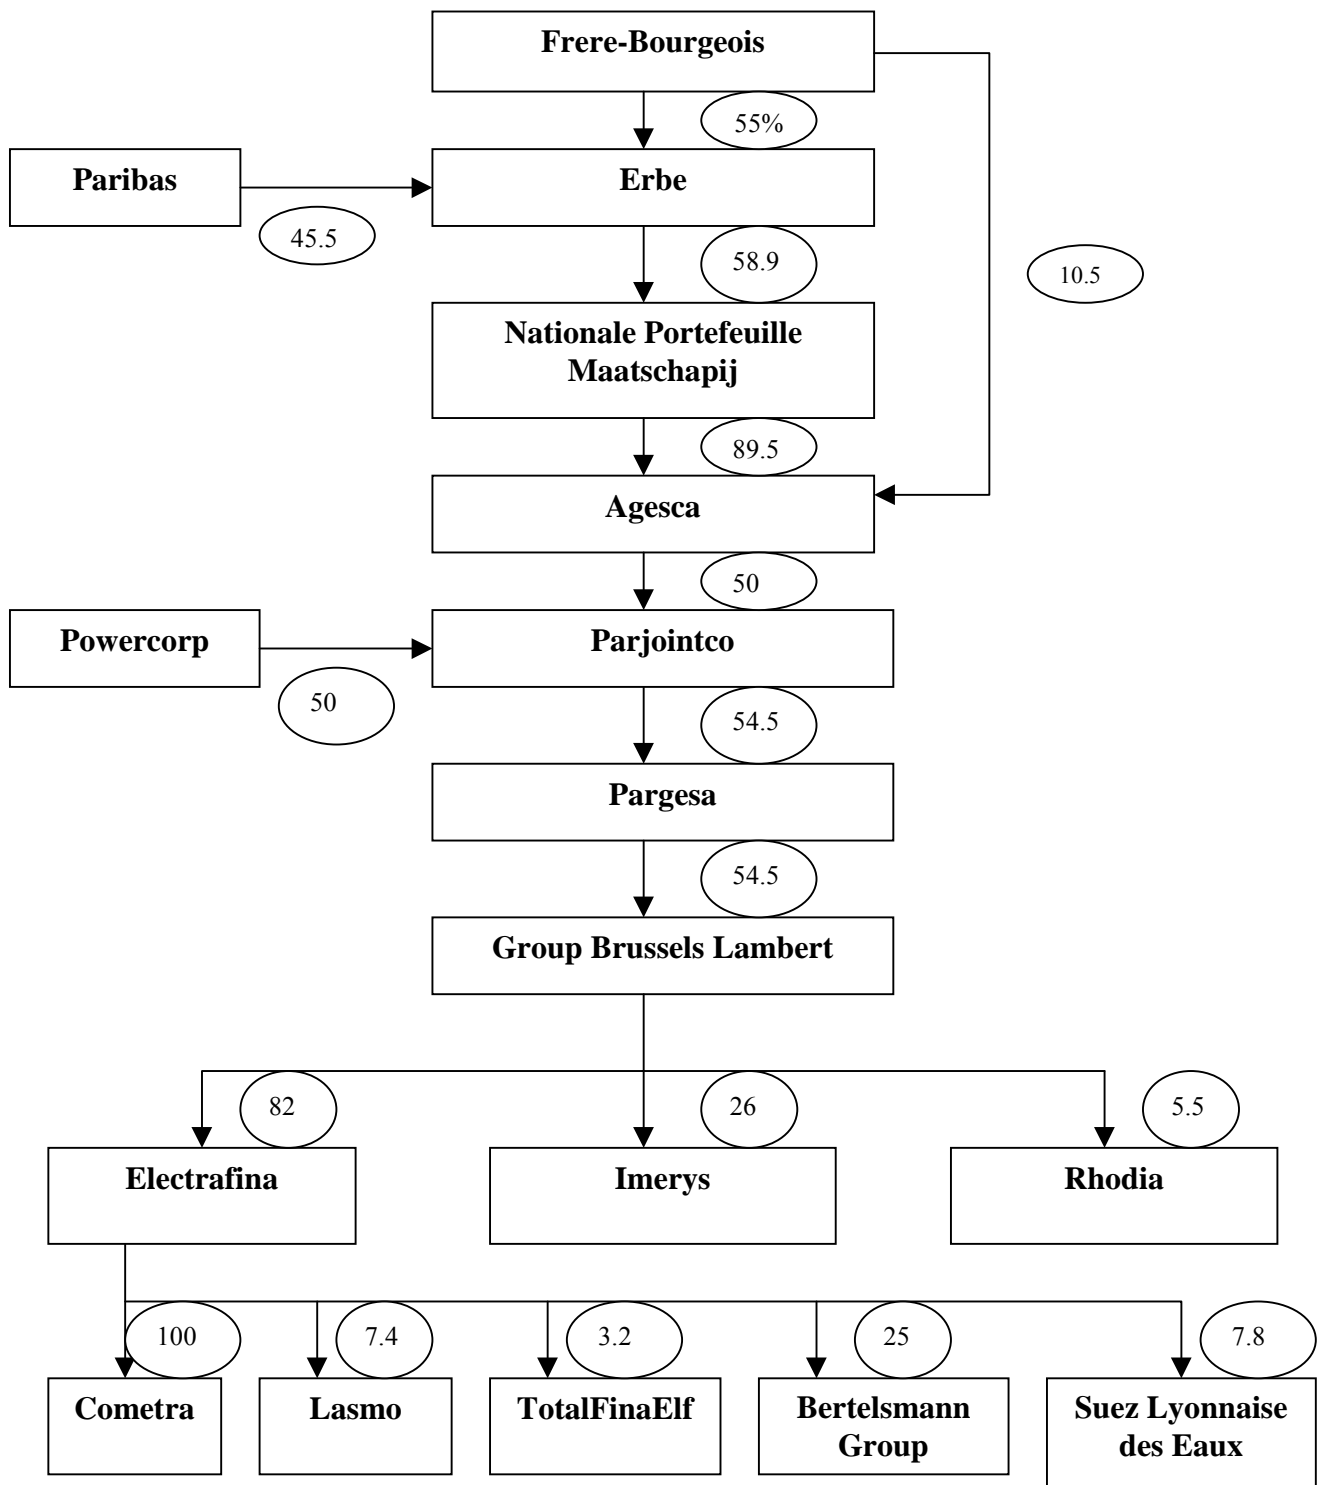 Frere-Bourgeois
55%
Paribas
Erbe
45.5
58.9
10.5
Nationale Portefeuille
Maatschapij
89.5
Agesca
50
Powercorp
Parjointco
50
54.5
Pargesa
54.5
Group Brussels Lambert
82
26
5.5
Electrafina
Imerys
Rhodia
100
7.4
3.2
25
7.8
Cometra
Lasmo
TotalFinaElf
Bertelsmann
Group
Suez Lyonnaise
des Eaux